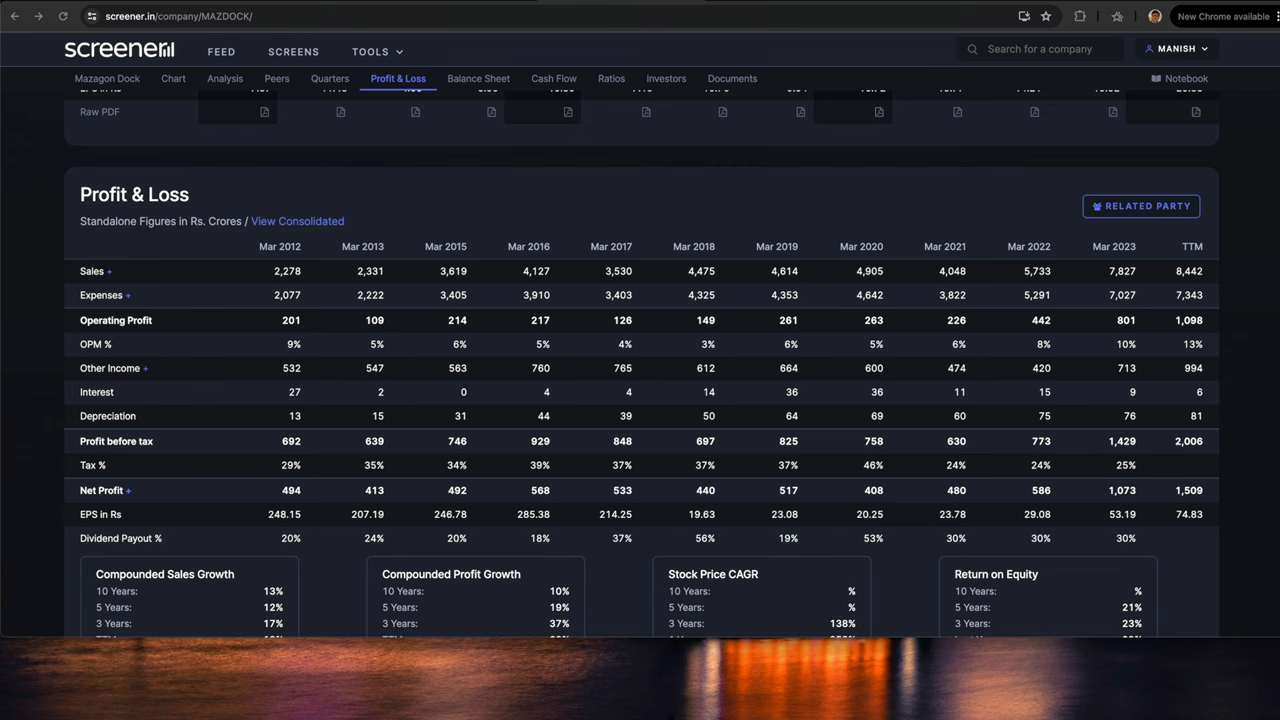 screener.in/company/MAZDOCK/
New Chrome available
screener FEED SCREENS TOOLS Search for a company MANISH
Mazagon Dock Chart Analysis Peers Quarters Profit & Loss Balance Sheet Cash Flow Ratios Investors Documents Notebook
Raw PDF
Profit & Loss
Standalone Figures in Rs. Crores / View Consolidated
RELATED PARTY
Mar 2012 Mar 2013 Mar 2015 Mar 2016 Mar 2017 Mar 2018 Mar 2019 Mar 2020 Mar 2021 Mar 2022 Mar 2023 TTM
Sales + 2,278 2,331 3,619 4,127 3,530 4,475 4,614 4,905 4,048 5,733 7,827 8,442
Expenses + 2,077 2,222 3,405 3,910 3,403 4,325 4,353 4,642 3,822 5,291 7,027 7,343
Operating Profit 201 109 214 217 126 149 261 263 226 442 801 1,098
OPM % 9% 5% 6% 5% 4% 3% 6% 5% 6% 8% 10% 13%
Other Income + 532 547 563 760 765 612 664 600 474 420 713 994
Interest 27 2 0 4 4 14 36 36 11 15 9 6
Depreciation 13 15 31 44 39 50 64 69 60 75 76 81
Profit before tax 692 639 746 929 848 697 825 758 630 773 1,429 2,006
Tax % 29% 35% 34% 39% 37% 37% 37% 46% 24% 24% 25%
Net Profit + 494 413 492 568 533 440 517 408 480 586 1,073 1,509
EPS in Rs 248.15 207.19 246.78 285.38 214.25 19.63 23.08 20.25 23.78 29.08 53.19 74.83
Dividend Payout % 20% 24% 20% 18% 37% 56% 19% 53% 30% 30% 30%
Compounded Sales Growth
10 Years: 13%
5 Years: 12%
3 Years: 17%
Compounded Profit Growth
10 Years: 10%
5 Years: 19%
3 Years: 37%
Stock Price CAGR
10 Years: %
5 Years: %
3 Years: 138%
Return on Equity
10 Years: %
5 Years: 21%
3 Years: 23%